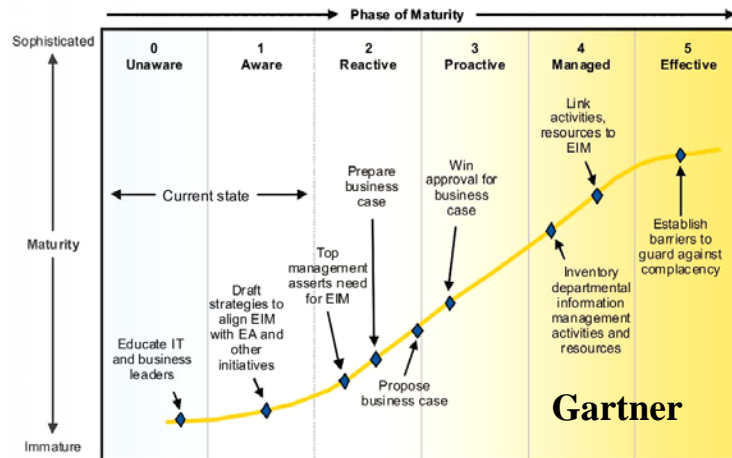 Phase of Maturity
Sophisticated
0
Unaware
1
Aware
2
Reactive
3
Proactive
4
Managed
5
Effective
Link
activities,
resources to
EIM
Prepare
business
case
Win
approval for
business
case
Current state
Maturity
Top
management
asserts need
for EIM
Establish
barriers to
guard against
complacency
Draft
strategies to
align EIM
with EA and
other
initiatives
Inventory
departmental
information
management
activities and
resources
Educate IT
and business
leaders
Propose
business case
Gartner
Immature